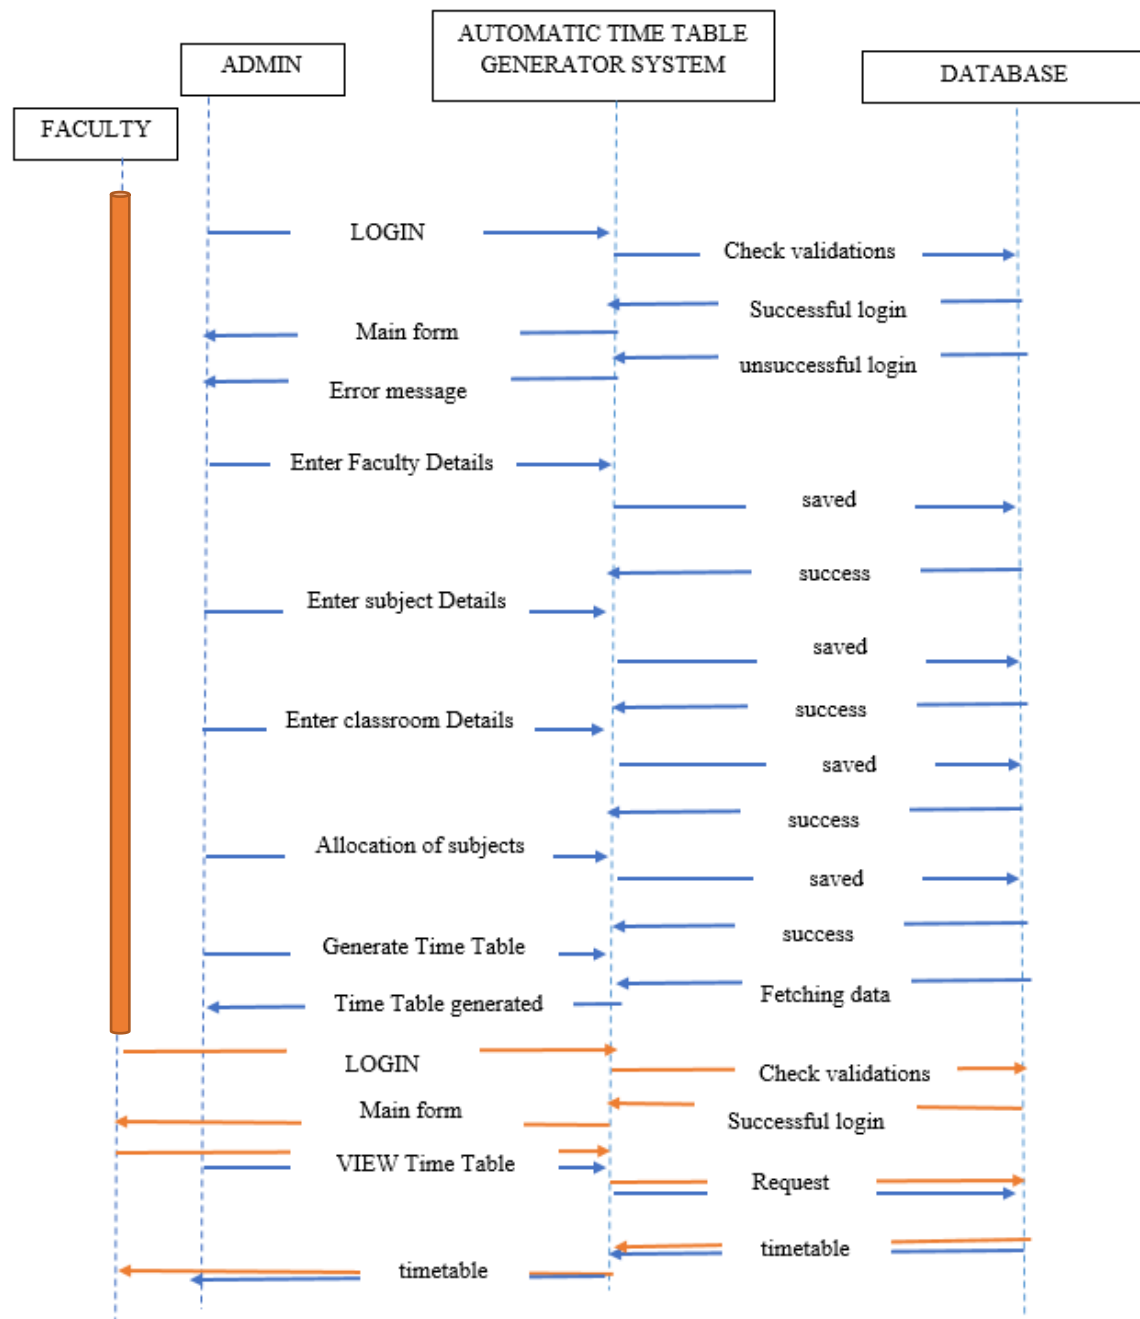 AUTOMATIC TIME TABLE
GENERATOR SYSTEM
ADMIN
DATABASE
FACULTY
LOGIN
Check validations
Successful login
Main form
unsuccessful login
Error message
Enter Faculty Details
saved
success
Enter subject Details
saved
success
Enter classroom Details
saved
success
Allocation of subjects
saved
success
Generate Time Table
Fetching data
Time Table generated
LOGIN
Check validations
Main form
Successful login
VIEW Time Table
Request
timetable
timetable